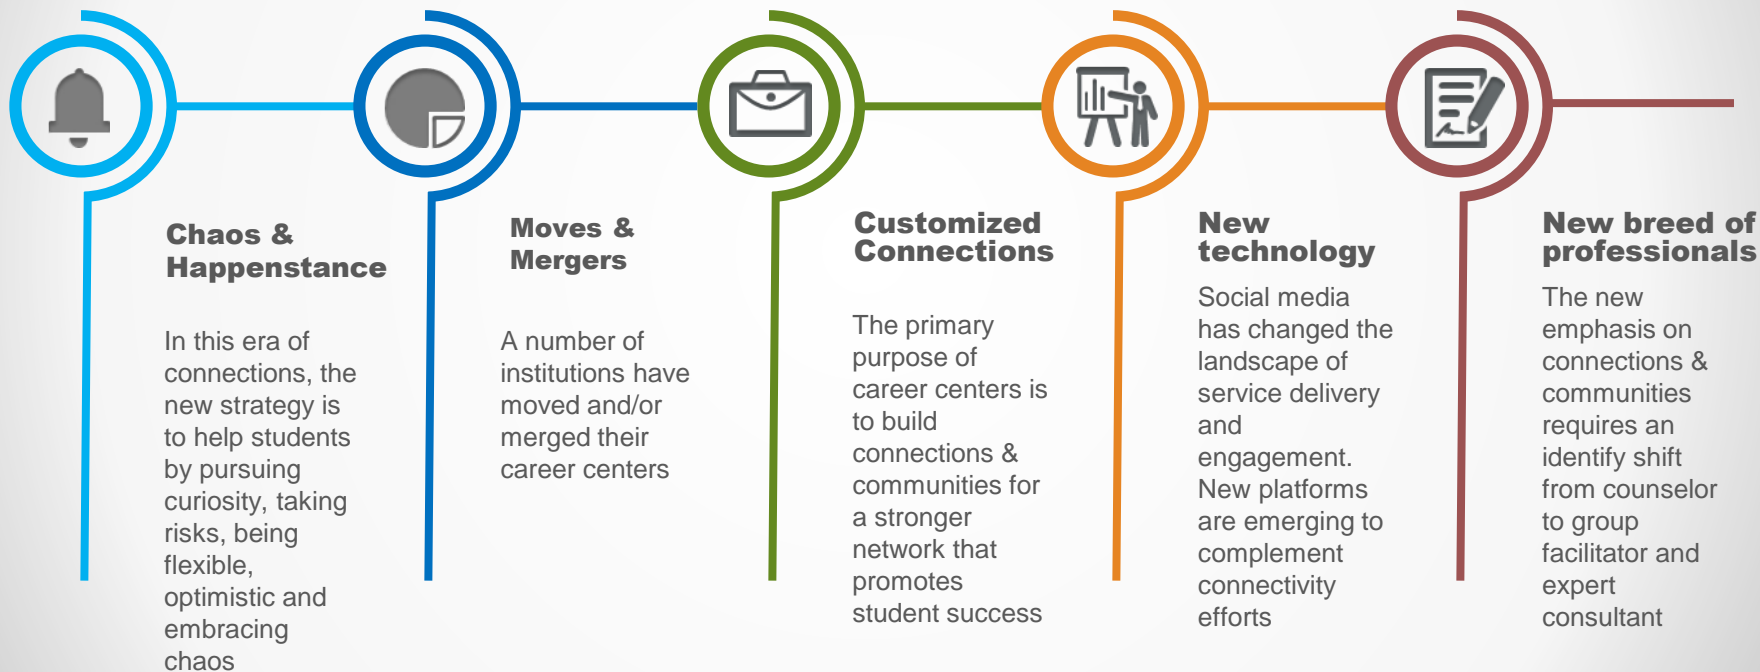 Chaos &
Happenstance
In this era of
connections, the
new strategy is
to help students
by pursuing
curiosity, taking
risks, being
flexible,
optimistic and
embracing
chaos
Moves &
Mergers
A number of
institutions have
moved and/or
merged their
career centers
Customized
Connections
The primary
purpose of
career centers is
to build
connections &
communities for
a stronger
network that
promotes
student success
New
technology
Social media
has changed the
landscape of
service delivery
and
engagement.
New platforms
are emerging to
complement
connectivity
efforts
New breed of
professionals
The new
emphasis on
connections &
communities
requires an
identify shift
from counselor
to group
facilitator and
expert
consultant